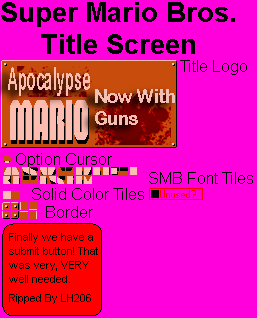 Super Mario Bros.
Title Screen
Title Logo
Apocalypse
MARIO
Now With
Guns
Option Cursor
SMB Font Tiles
Solid Color Tiles
Unused?
Border
Finally we have a
submit button! That
was very, VERY
well needed.
Ripped By LH206